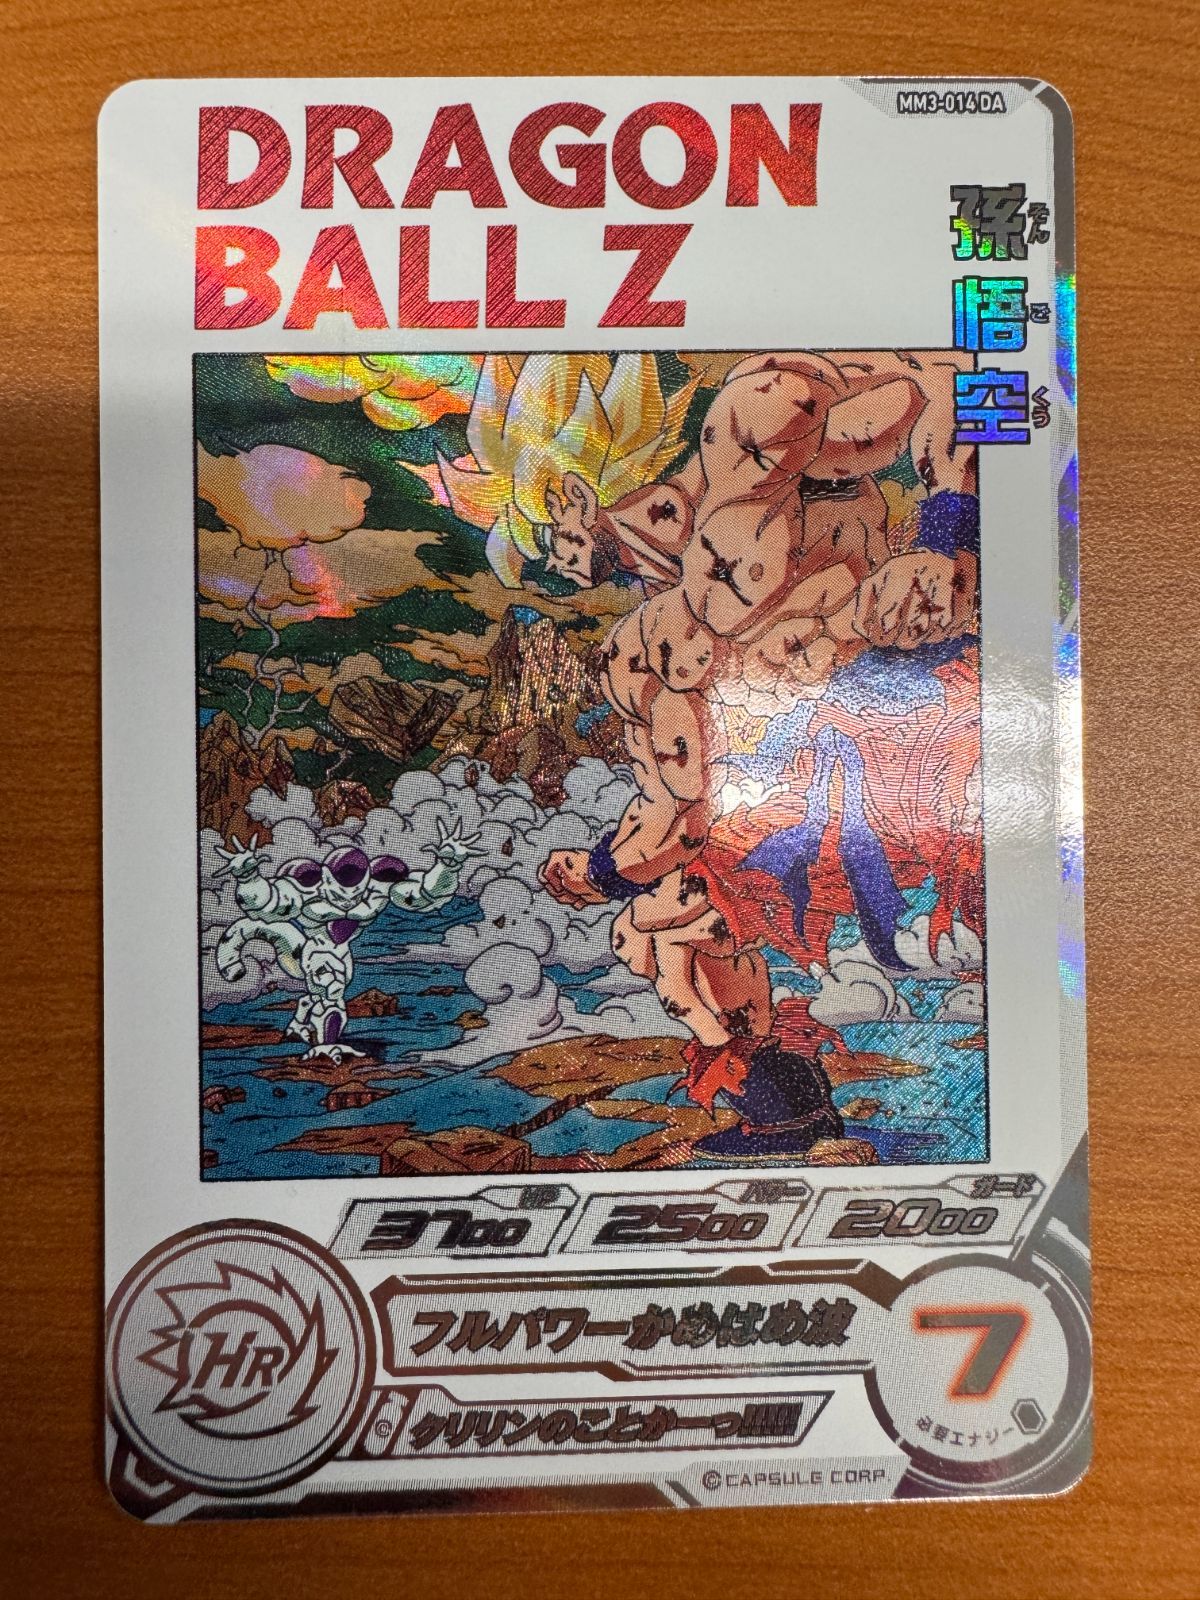 MM3-014 DA
DRAGON
BALL Z
孫悟空
そんごくう
HP
3700
パワー
2500
ガード
2000
HR
フルパワーかめはめ波
クリリンのことかーっ!!!!!
7
必要エナジー
©CAPSULE CORP.